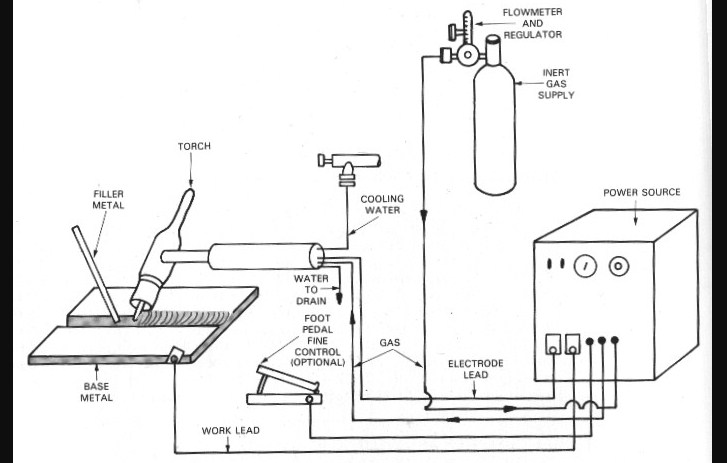 FLOWMETER
AND
REGULATOR
INERT
GAS
SUPPLY
TORCH
POWER SOURCE
FILLER
METAL
COOLING
WATER
WATER
TO
DRAIN
FOOT
PEDAL
FINE
CONTROL
(OPTIONAL)
GAS
ELECTRODE
LEAD
BASE
METAL
WORK LEAD